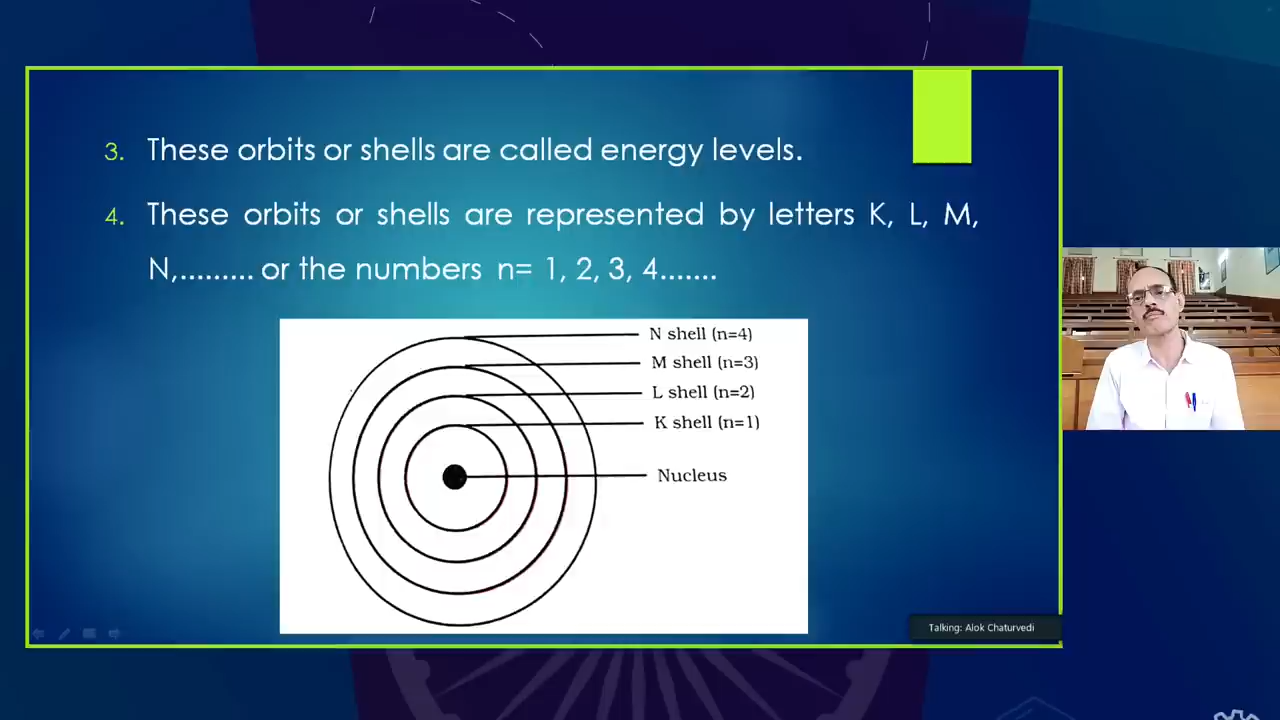 3. These orbits or shells are called energy levels.
4. These orbits or shells are represented by letters K, L, M,
N,......... or the numbers n= 1, 2, 3, 4.......
N shell (n=4)
M shell (n=3)
L shell (n=2)
K shell (n=1)
Nucleus
Talking: Alok Chaturvedi